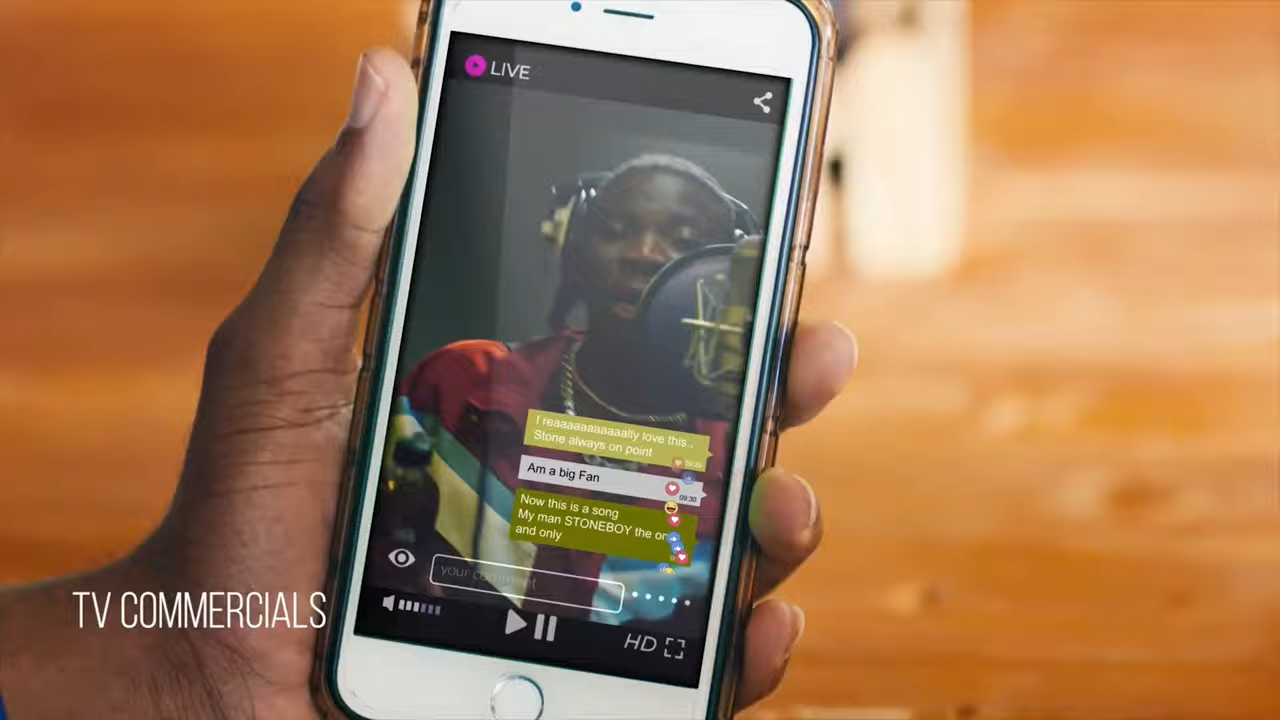 LIVE
I reaaaaaaaaaaaally love this..
Stone always on point
Am a big Fan
09:30
Now this is a song
My man STONEBOY the on
and only
your comment
HD
TV COMMERCIALS